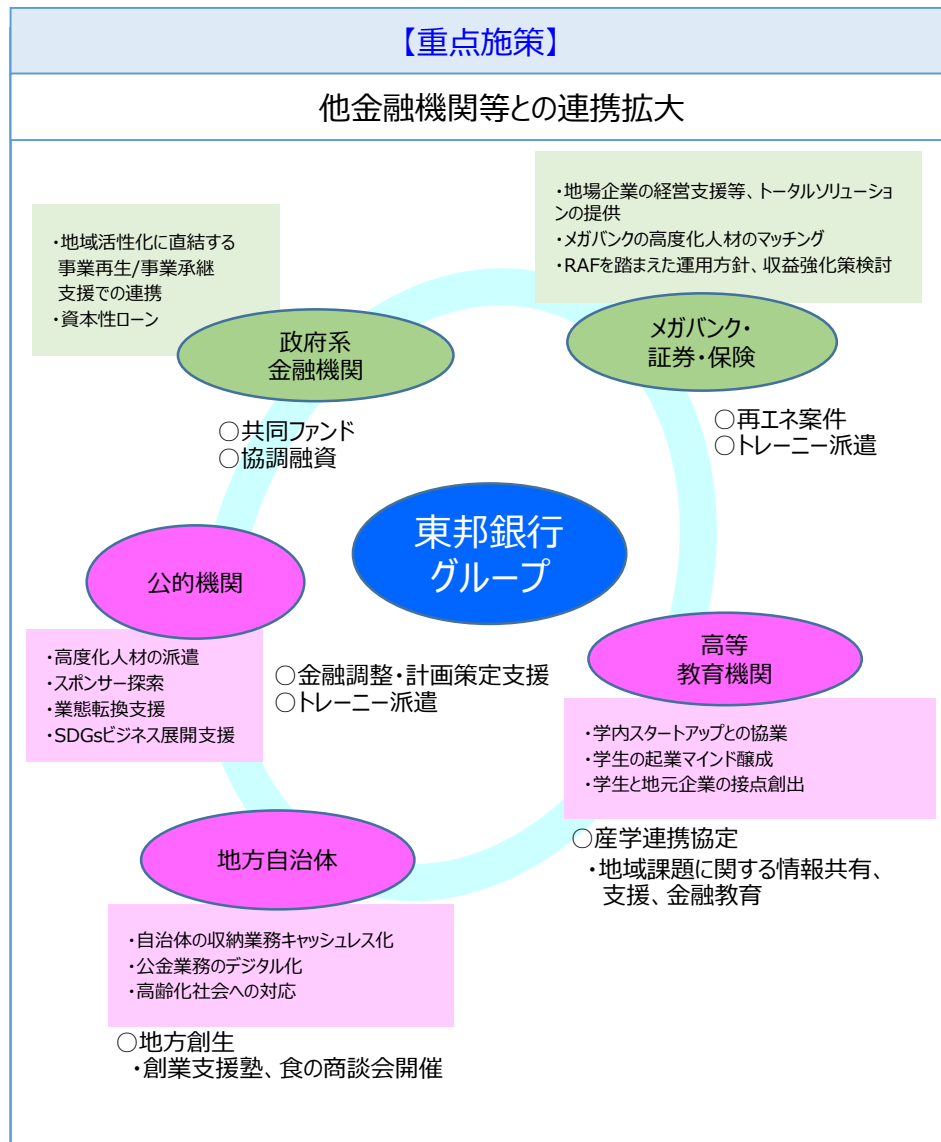 【重点施策】
他金融機関等との連携拡大
・地域活性化に直結する
事業再生/事業承継
支援での連携
・資本性ローン
政府系
金融機関
○共同ファンド
○協調融資
・地場企業の経営支援等、トータルソリューショ
ンの提供
・メガバンクの高度化人材のマッチング
・RAFを踏まえた運用方針、収益強化策検討
メガバンク・
証券・保険
○再エネ案件
○トレーニー派遣
東邦銀行
グループ
公的機関
・高度化人材の派遣
・スポンサー探索
・業態転換支援
・SDGsビジネス展開支援
○金融調整・計画策定支援
○トレーニー派遣
高等
教育機関
・学内スタートアップとの協業
・学生の起業マインド醸成
・学生と地元企業の接点創出
○産学連携協定
・地域課題に関する情報共有、
支援、金融教育
地方自治体
・自治体の収納業務キャッシュレス化
・公金業務のデジタル化
・高齢化社会への対応
○地方創生
・創業支援塾、食の商談会開催